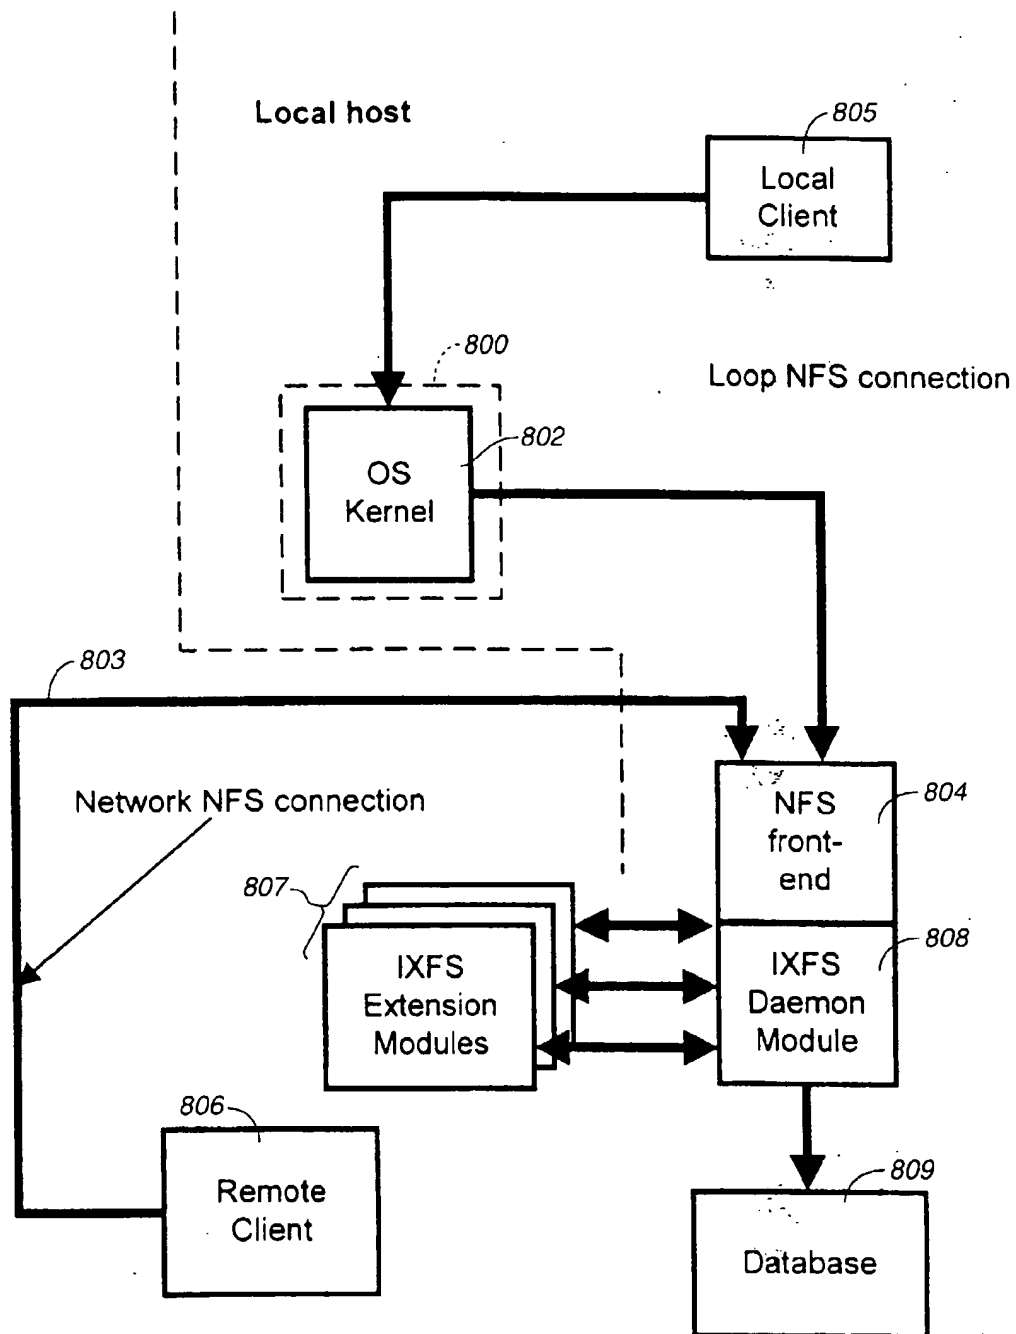 Local host
805
Local
Client
800
Loop NFS connection
802
OS
Kernel
803
Network NFS connection
804
NFS
front-
end
807
808
IXFS
Extension
Modules
IXFS
Daemon
Module
806
Remote
Client
809
Database